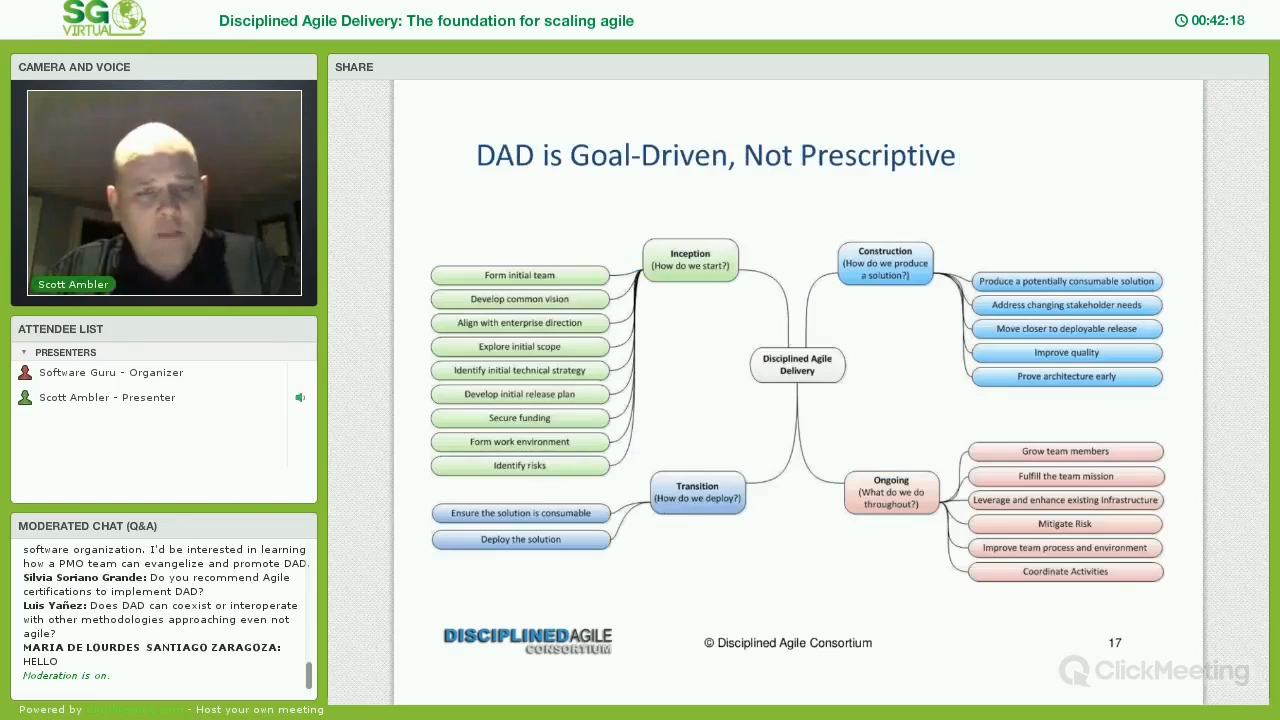 SG
VIRTUAL
Disciplined Agile Delivery: The foundation for scaling agile
00:42:18
CAMERA AND VOICE
Scott Ambler
ATTENDEE LIST
PRESENTERS
Software Guru - Organizer
Scott Ambler - Presenter
MODERATED CHAT (Q&A)
software organization. I'd be interested in learning
how a PMO team can evangelize and promote DAD.
Silvia Soriano Grande: Do you recommend Agile
certifications to implement DAD?
Luis Yañez: Does DAD can coexist or interoperate
with other methodologies approaching even not
agile?
MARIA DE LOURDES SANTIAGO ZARAGOZA:
HELLO
Moderation is on.
Powered by ClickMeeting.com - Host your own meeting
SHARE
DAD is Goal-Driven, Not Prescriptive
Inception
(How do we start?)
Form initial team
Develop common vision
Align with enterprise direction
Explore initial scope
Identify initial technical strategy
Develop initial release plan
Secure funding
Form work environment
Identify risks
Construction
(How do we produce
a solution?)
Produce a potentially consumable solution
Address changing stakeholder needs
Move closer to deployable release
Improve quality
Prove architecture early
Disciplined Agile
Delivery
Transition
(How do we deploy?)
Ensure the solution is consumable
Deploy the solution
Ongoing
(What do we do
throughout?)
Grow team members
Fulfill the team mission
Leverage and enhance existing infrastructure
Mitigate Risk
Improve team process and environment
Coordinate Activities
DISCIPLINEDAGILE
CONSORTIUM
© Disciplined Agile Consortium
17
ClickMeeting